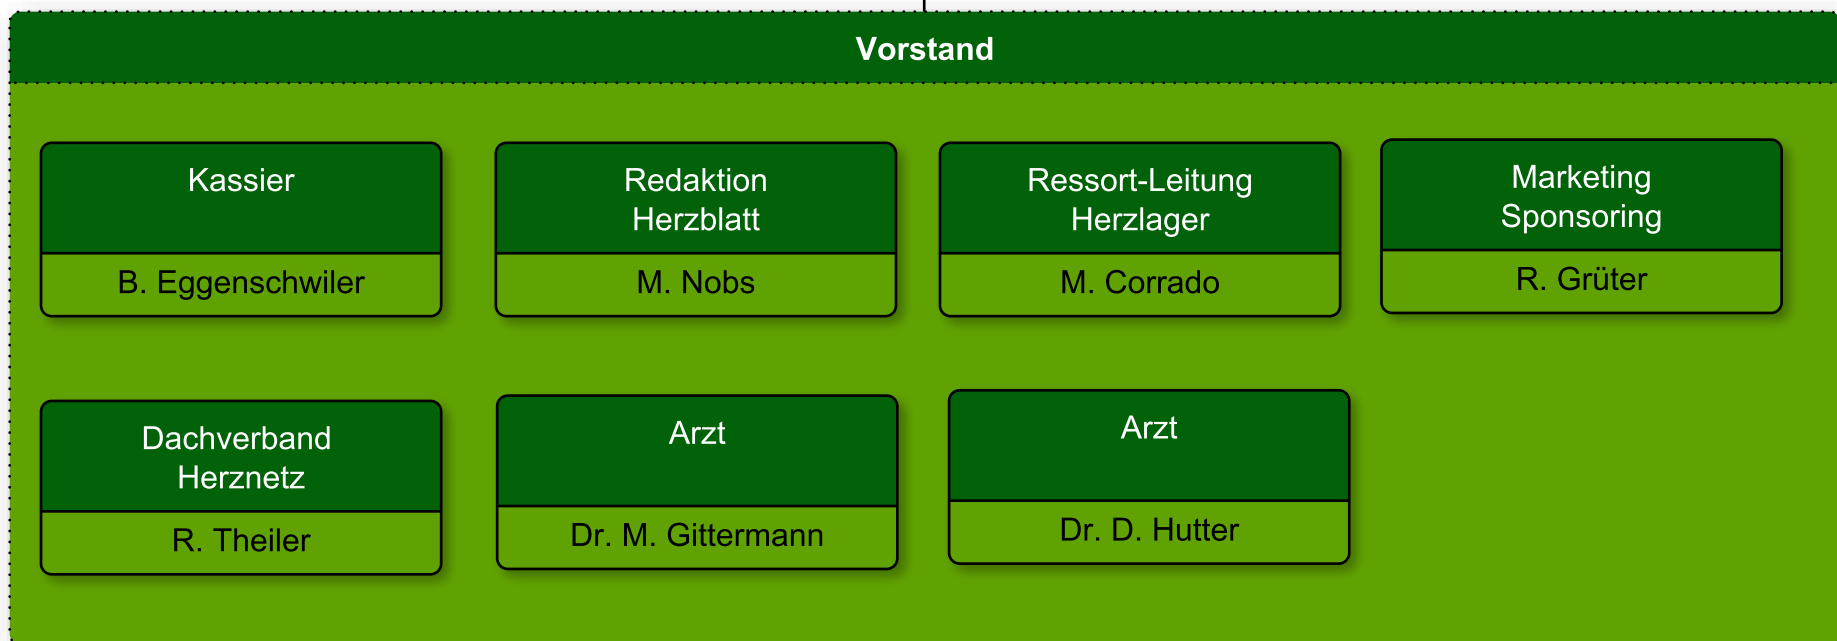 Vorstand
Kassier
B. Eggenschwiler
Redaktion
Herzblatt
M. Nobs
Ressort-Leitung
Herzlager
M. Corrado
Marketing
Sponsoring
R. Grüter
Dachverband
Herznetz
R. Theiler
Arzt
Dr. M. Gittermann
Arzt
Dr. D. Hutter